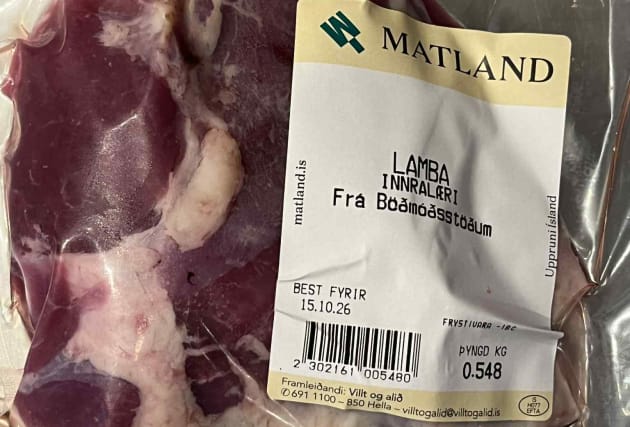 MATLAND
LAMBA
INNRALÆRI
Frá Böðmóðsstöðum
matland.is
Uppruni Ísland
BEST FYRIR
15.10.26
FRYSTIVARA -18C
ÞYNGD KG
0.548
2 302161 005480
Framleiðandi: Villt og alið
✆ 691 1100 – 850 Hella – villtogalid@villtogalid.is
IS
H077
EFTA